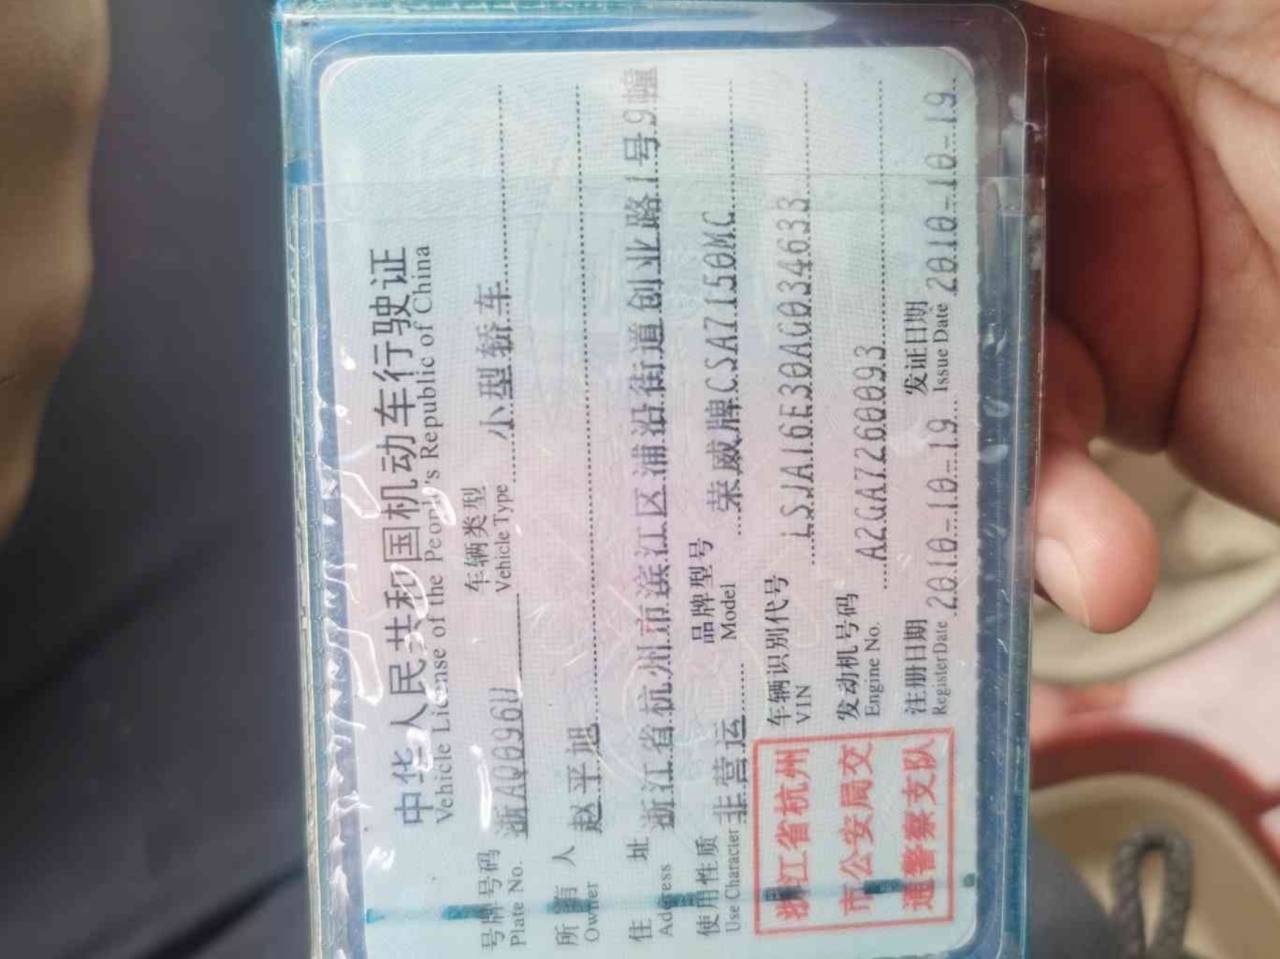 中华人民共和国机动车行驶证
Vehicle License of the People's Republic of China
号牌号码 浙AQ096U 车辆类型 小型轿车
Plate No. Vehicle Type
所有人 赵平旭
Owner
住址 浙江省杭州市滨江区浦沿街道创业路1号9幢
Address
使用性质 非营运 品牌型号 荣威牌CSA7150MC
Use Character Model
浙江省杭州
市公安局交
通警察支队
车辆识别代号 LSJA16E30AG034633
VIN
发动机号码 A2GA7260093
Engine No.
注册日期 2010-10-19 发证日期 2010-10-19
Register Date Issue Date